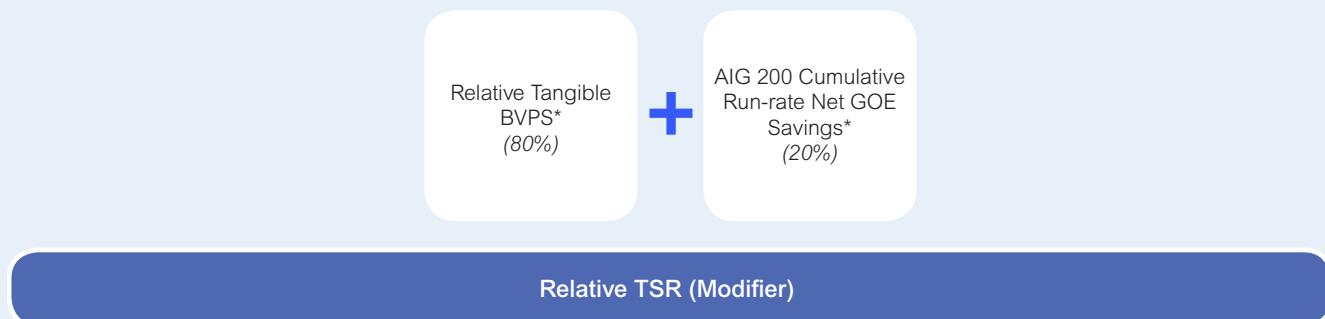 Relative Tangible
BVPS*
(80%)
AIG 200 Cumulative
Run-rate Net GOE
Savings*
(20%)
Relative TSR (Modifier)